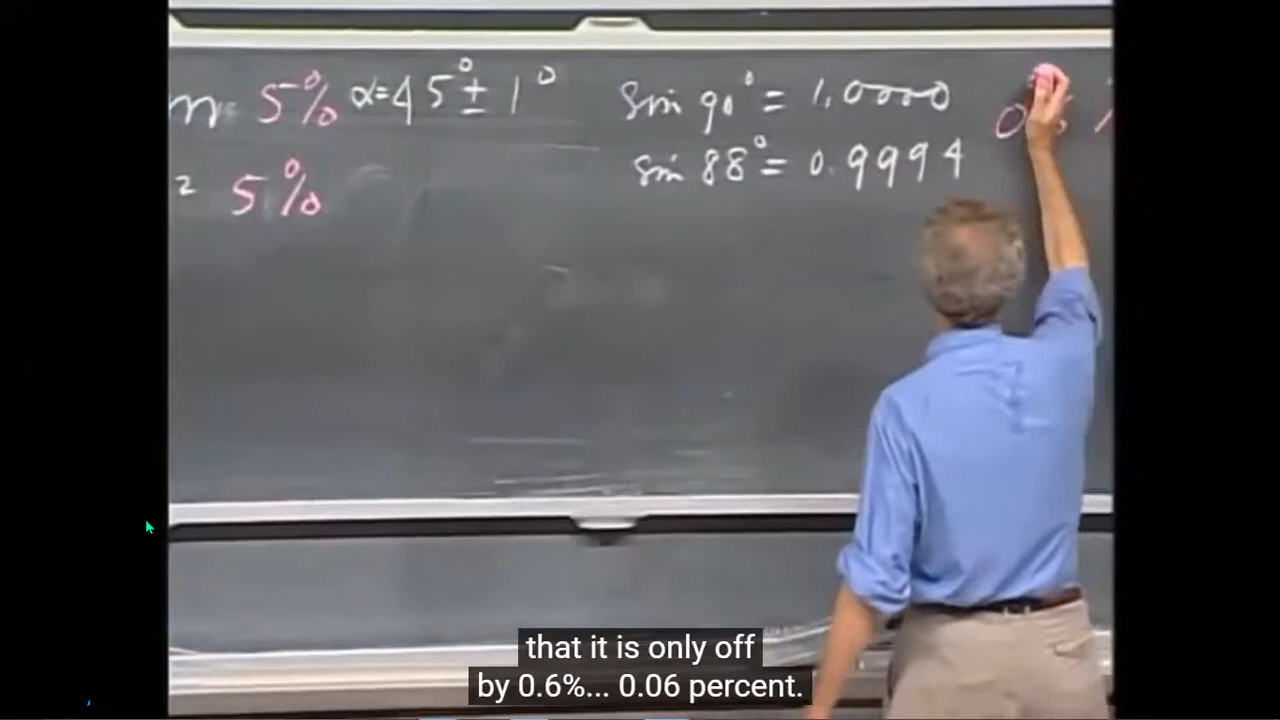 m 5% α=45°±1° sin 90° = 1.0000
² 5% sin 88° = 0.9994
that it is only off
by 0.6%... 0.06 percent.